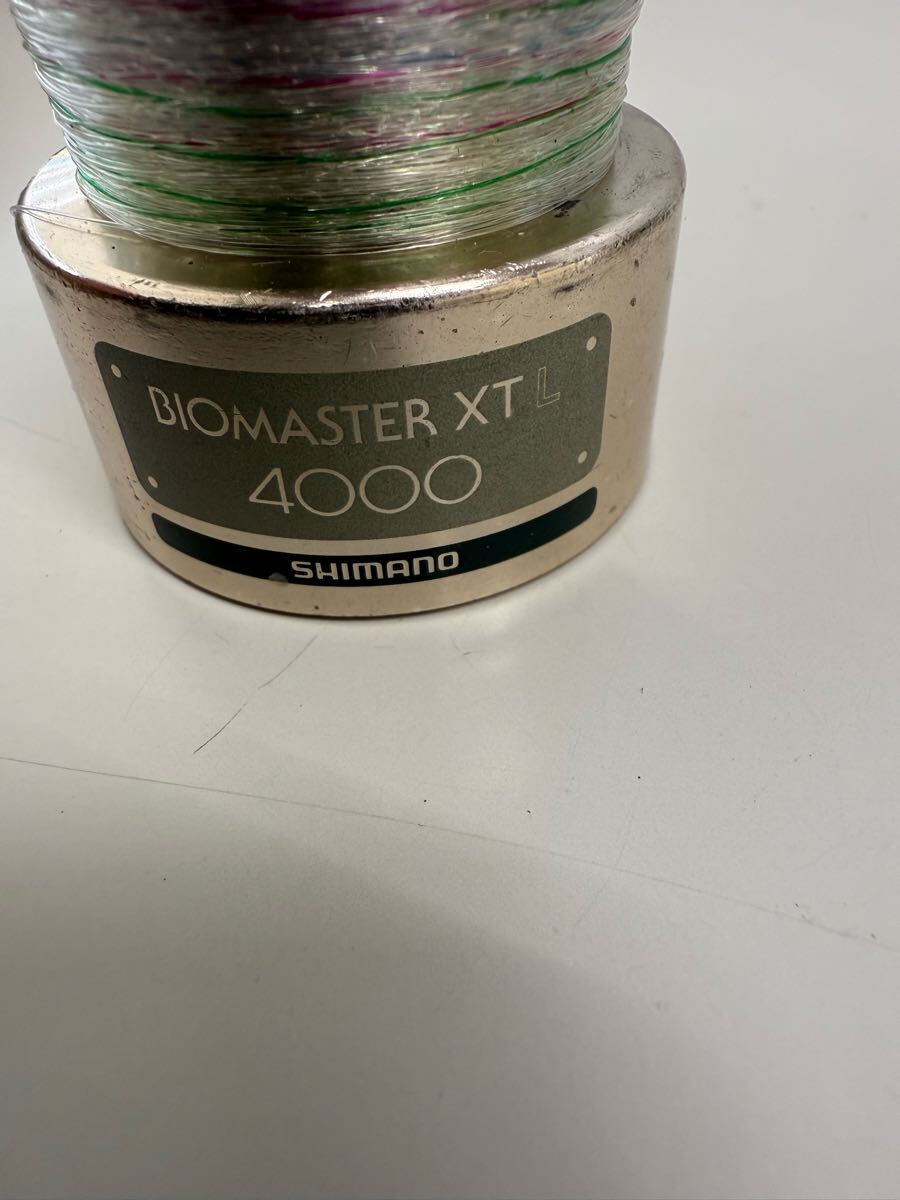 BIOMASTER XT L
4000
SHIMANO